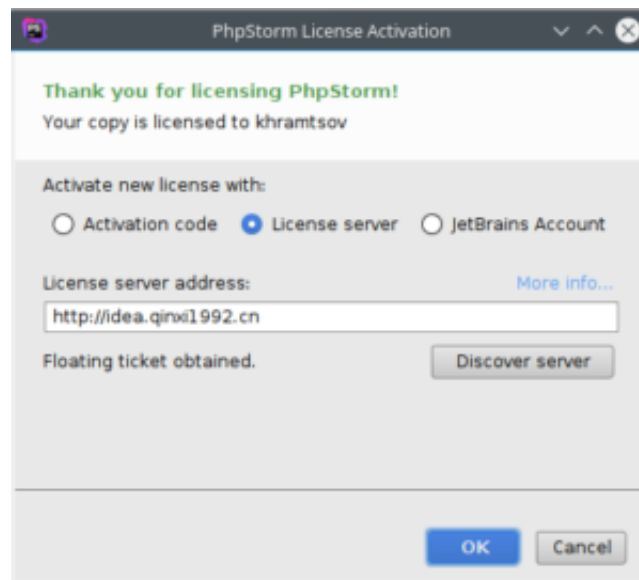 PhpStorm License Activation
Thank you for licensing PhpStorm!
Your copy is licensed to khramtsov
Activate new license with:
Activation code License server JetBrains Account
License server address: More info...
http://idea.qinxi1992.cn
Floating ticket obtained. Discover server
OK Cancel